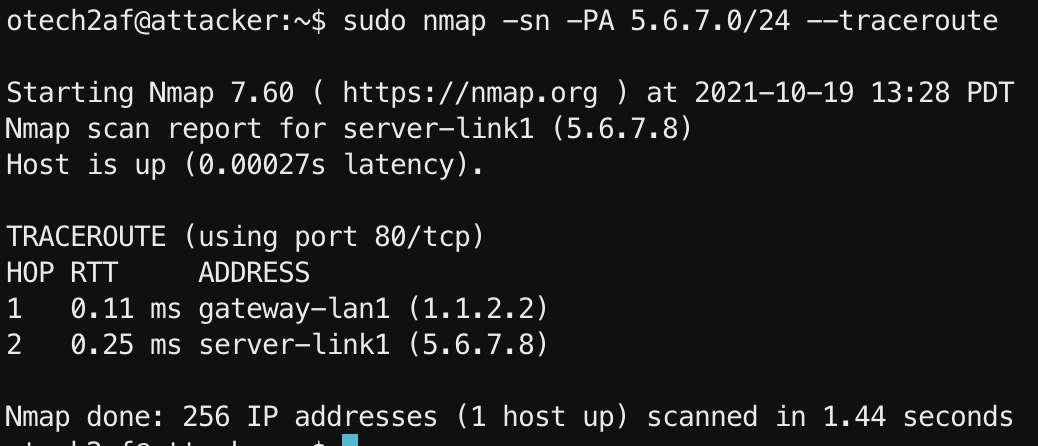 otech2af@attacker:~$ sudo nmap -sn -PA 5.6.7.0/24 --traceroute
Starting Nmap 7.60 ( https://nmap.org ) at 2021-10-19 13:28 PDT
Nmap scan report for server-link1 (5.6.7.8)
Host is up (0.00027s latency).
TRACEROUTE (using port 80/tcp)
HOP RTT     ADDRESS
1   0.11 ms gateway-lan1 (1.1.2.2)
2   0.25 ms server-link1 (5.6.7.8)
Nmap done: 256 IP addresses (1 host up) scanned in 1.44 seconds